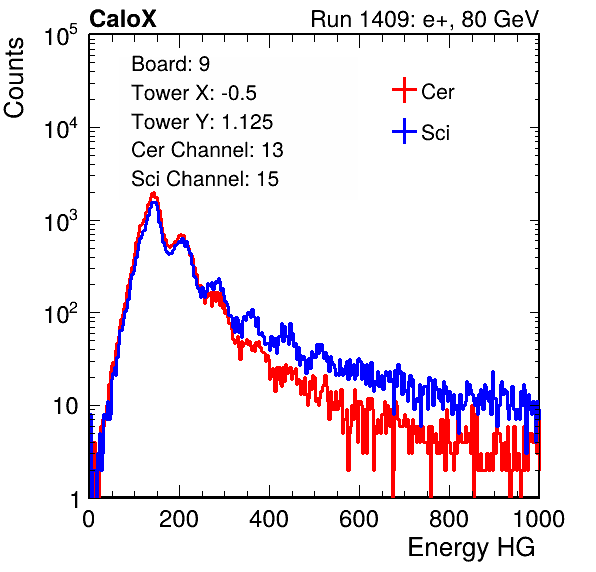 CaloX Run 1409: e+, 80 GeV
Counts
10^5
10^4
10^3
10^2
10
1
Board: 9
Tower X: -0.5
Tower Y: 1.125
Cer Channel: 13
Sci Channel: 15
Cer
Sci
0 200 400 600 800 1000
Energy HG